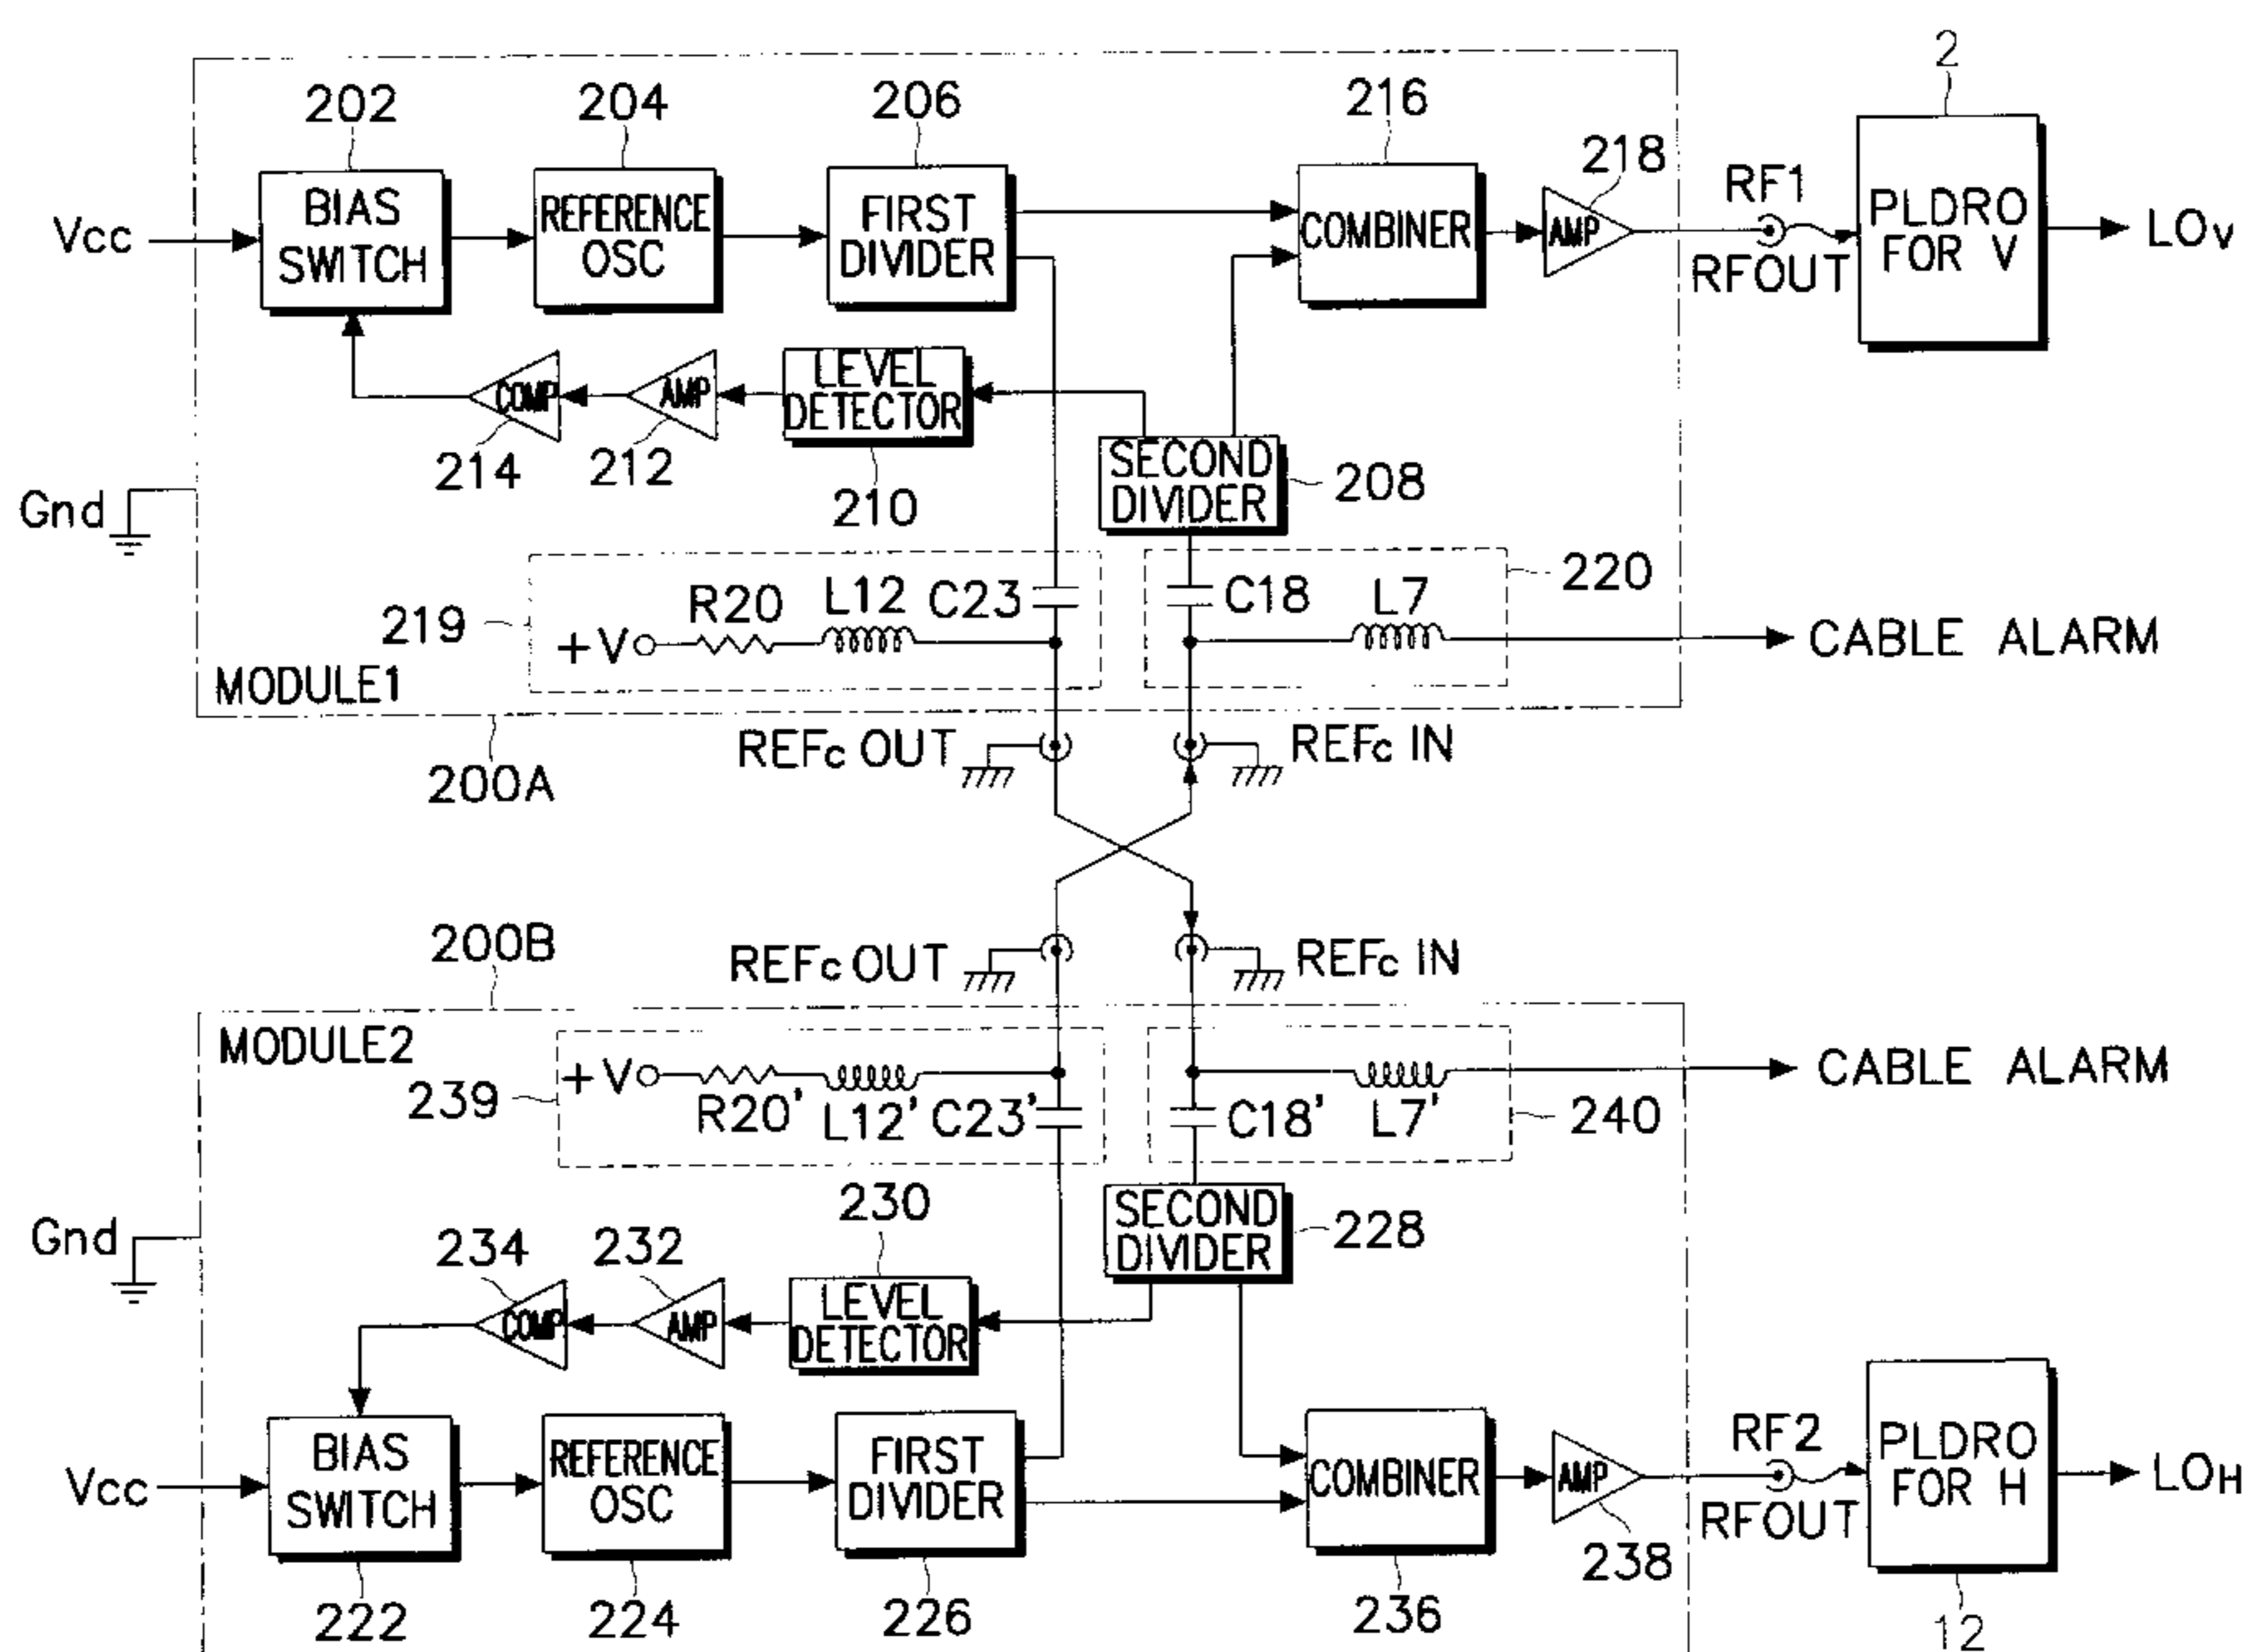 2
202
204
206
216
218
BIAS
SWITCH
REFERENCE
OSC
FIRST
DIVIDER
COMBINER
AMP
RF1
RFOUT
PLDRO
FOR V
Vcc
LOv
COMP
AMP
LEVEL
DETECTOR
214
212
210
SECOND
DIVIDER
208
Gnd
219
+V
R20
L12
C23
C18
L7
220
CABLE ALARM
MODULE1
200A
REFc OUT
REFc IN
200B
REFc OUT
REFc IN
MODULE2
239
+V
R20'
L12'
C23'
C18'
L7'
240
CABLE ALARM
230
SECOND
DIVIDER
228
Gnd
234
232
COMP
AMP
LEVEL
DETECTOR
Vcc
BIAS
SWITCH
REFERENCE
OSC
FIRST
DIVIDER
COMBINER
AMP
RF2
RFOUT
PLDRO
FOR H
LOH
222
224
226
236
238
12